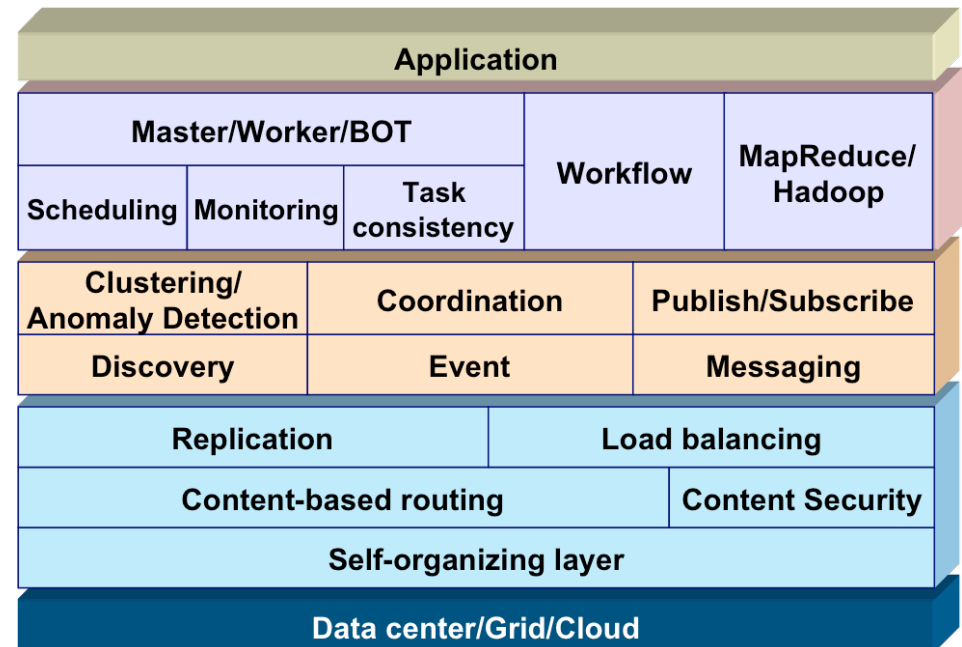 Application
Master/Worker/BOT
Workflow
MapReduce/
Hadoop
Scheduling
Monitoring
Task
consistency
Clustering/
Anomaly Detection
Coordination
Publish/Subscribe
Discovery
Event
Messaging
Replication
Load balancing
Content-based routing
Content Security
Self-organizing layer
Data center/Grid/Cloud